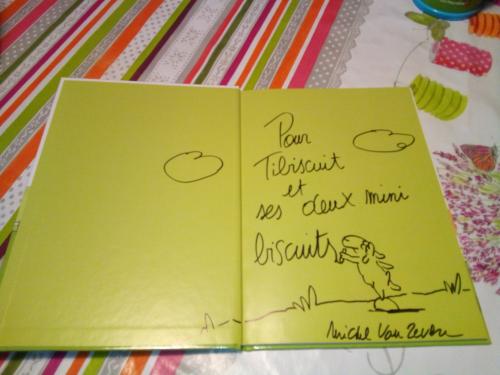 Pour
Tibiscuit
et
ses deux mini
biscuits
Michel Van Zeveren